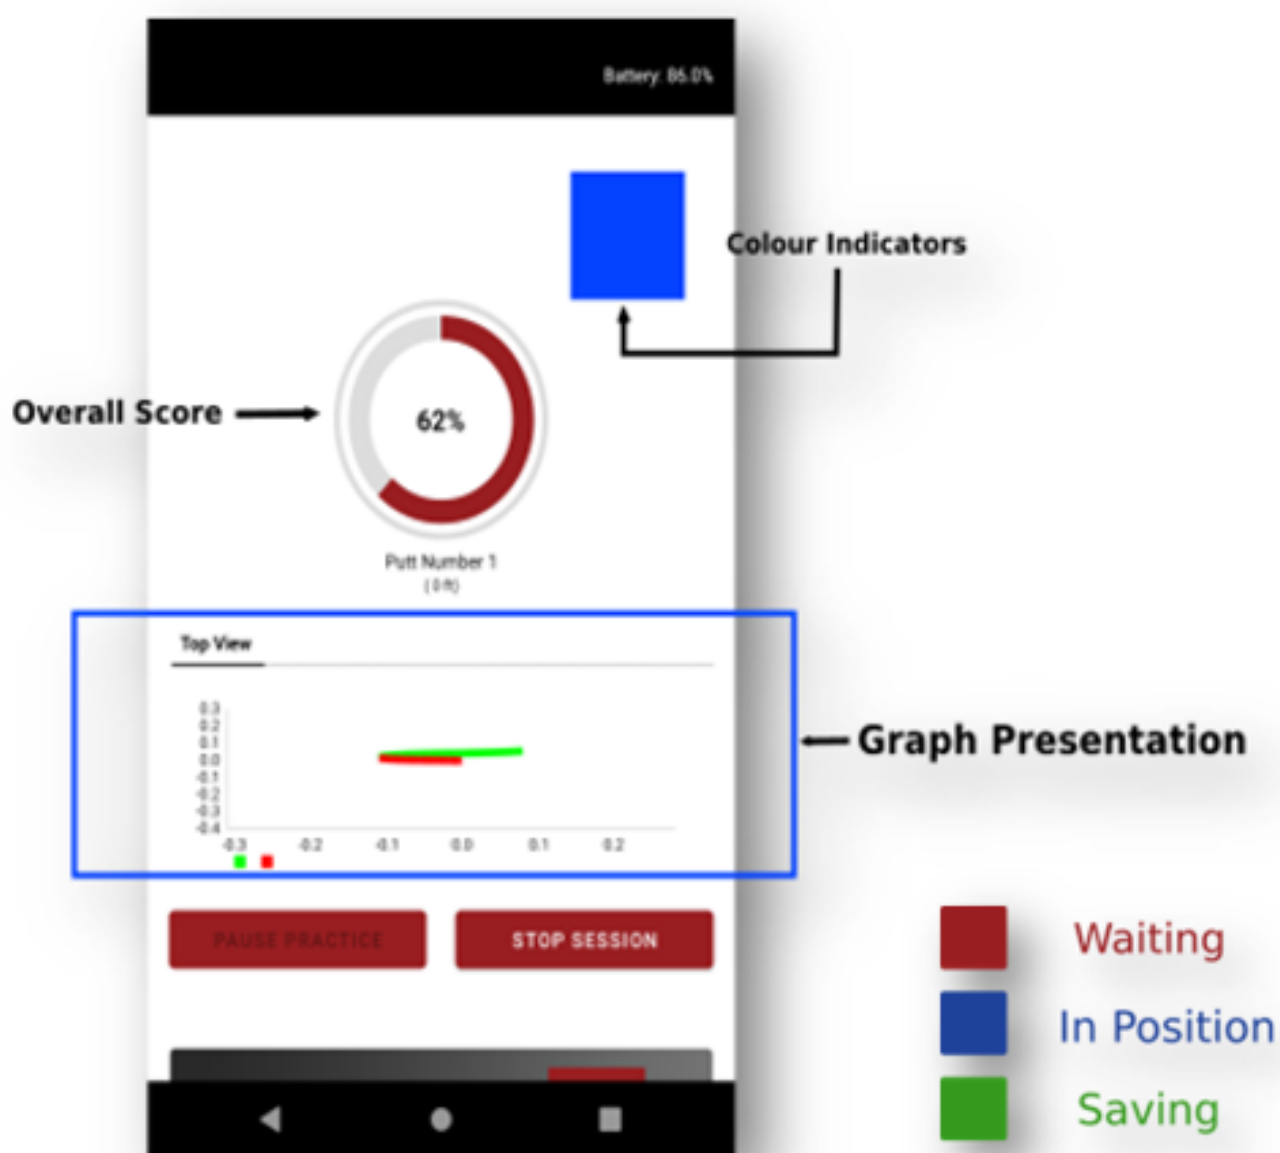 Battery: 86.0%
Colour Indicators
Overall Score
62%
Putt Number 1
( 0 ft)
Top View
0.3
0.2
0.1
0.0
-0.1
-0.2
-0.3
-0.4
-0.3 -0.2 -0.1 0.0 0.1 0.2
Graph Presentation
PAUSE PRACTICE STOP SESSION
Waiting
In Position
Saving